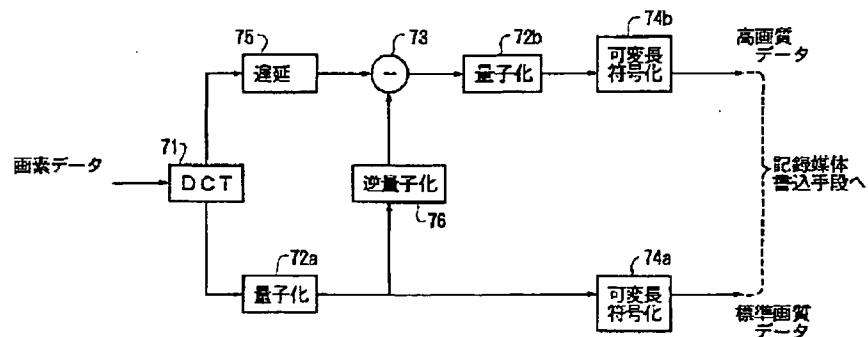 75
遅延
73
−
72b
量子化
74b
可変長
符号化
高画質
データ
画素データ
71
DCT
逆量子化
76
記録媒体
書込手段へ
72a
量子化
74a
可変長
符号化
標準画質
データ